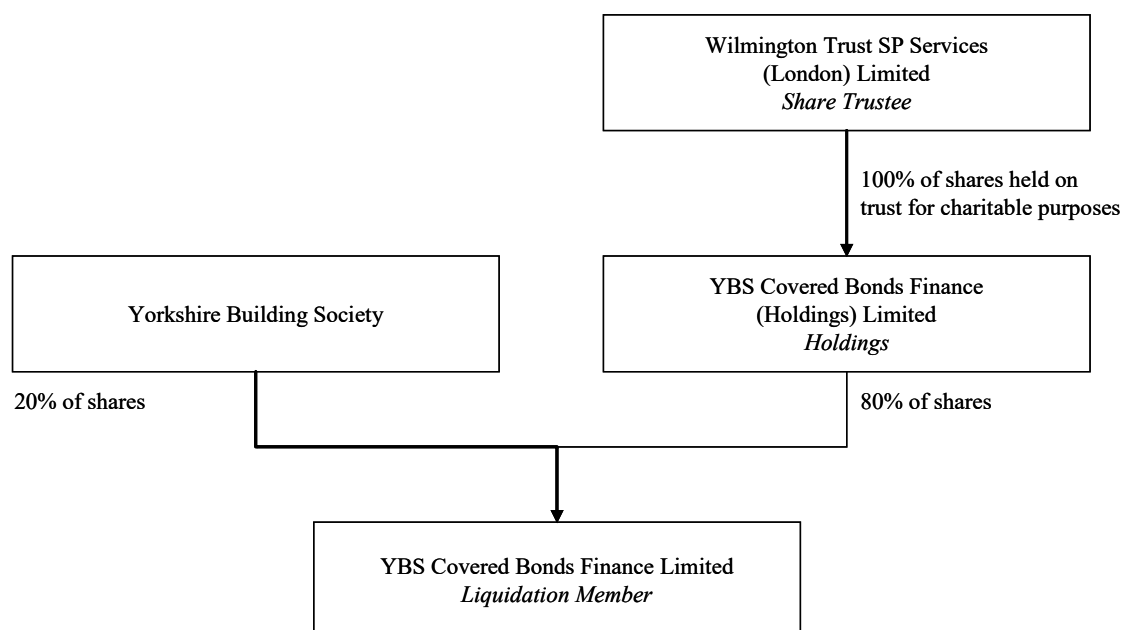 Wilmington Trust SP Services
(London) Limited
Share Trustee
100% of shares held on
trust for charitable purposes
Yorkshire Building Society
YBS Covered Bonds Finance
(Holdings) Limited
Holdings
20% of shares
80% of shares
YBS Covered Bonds Finance Limited
Liquidation Member